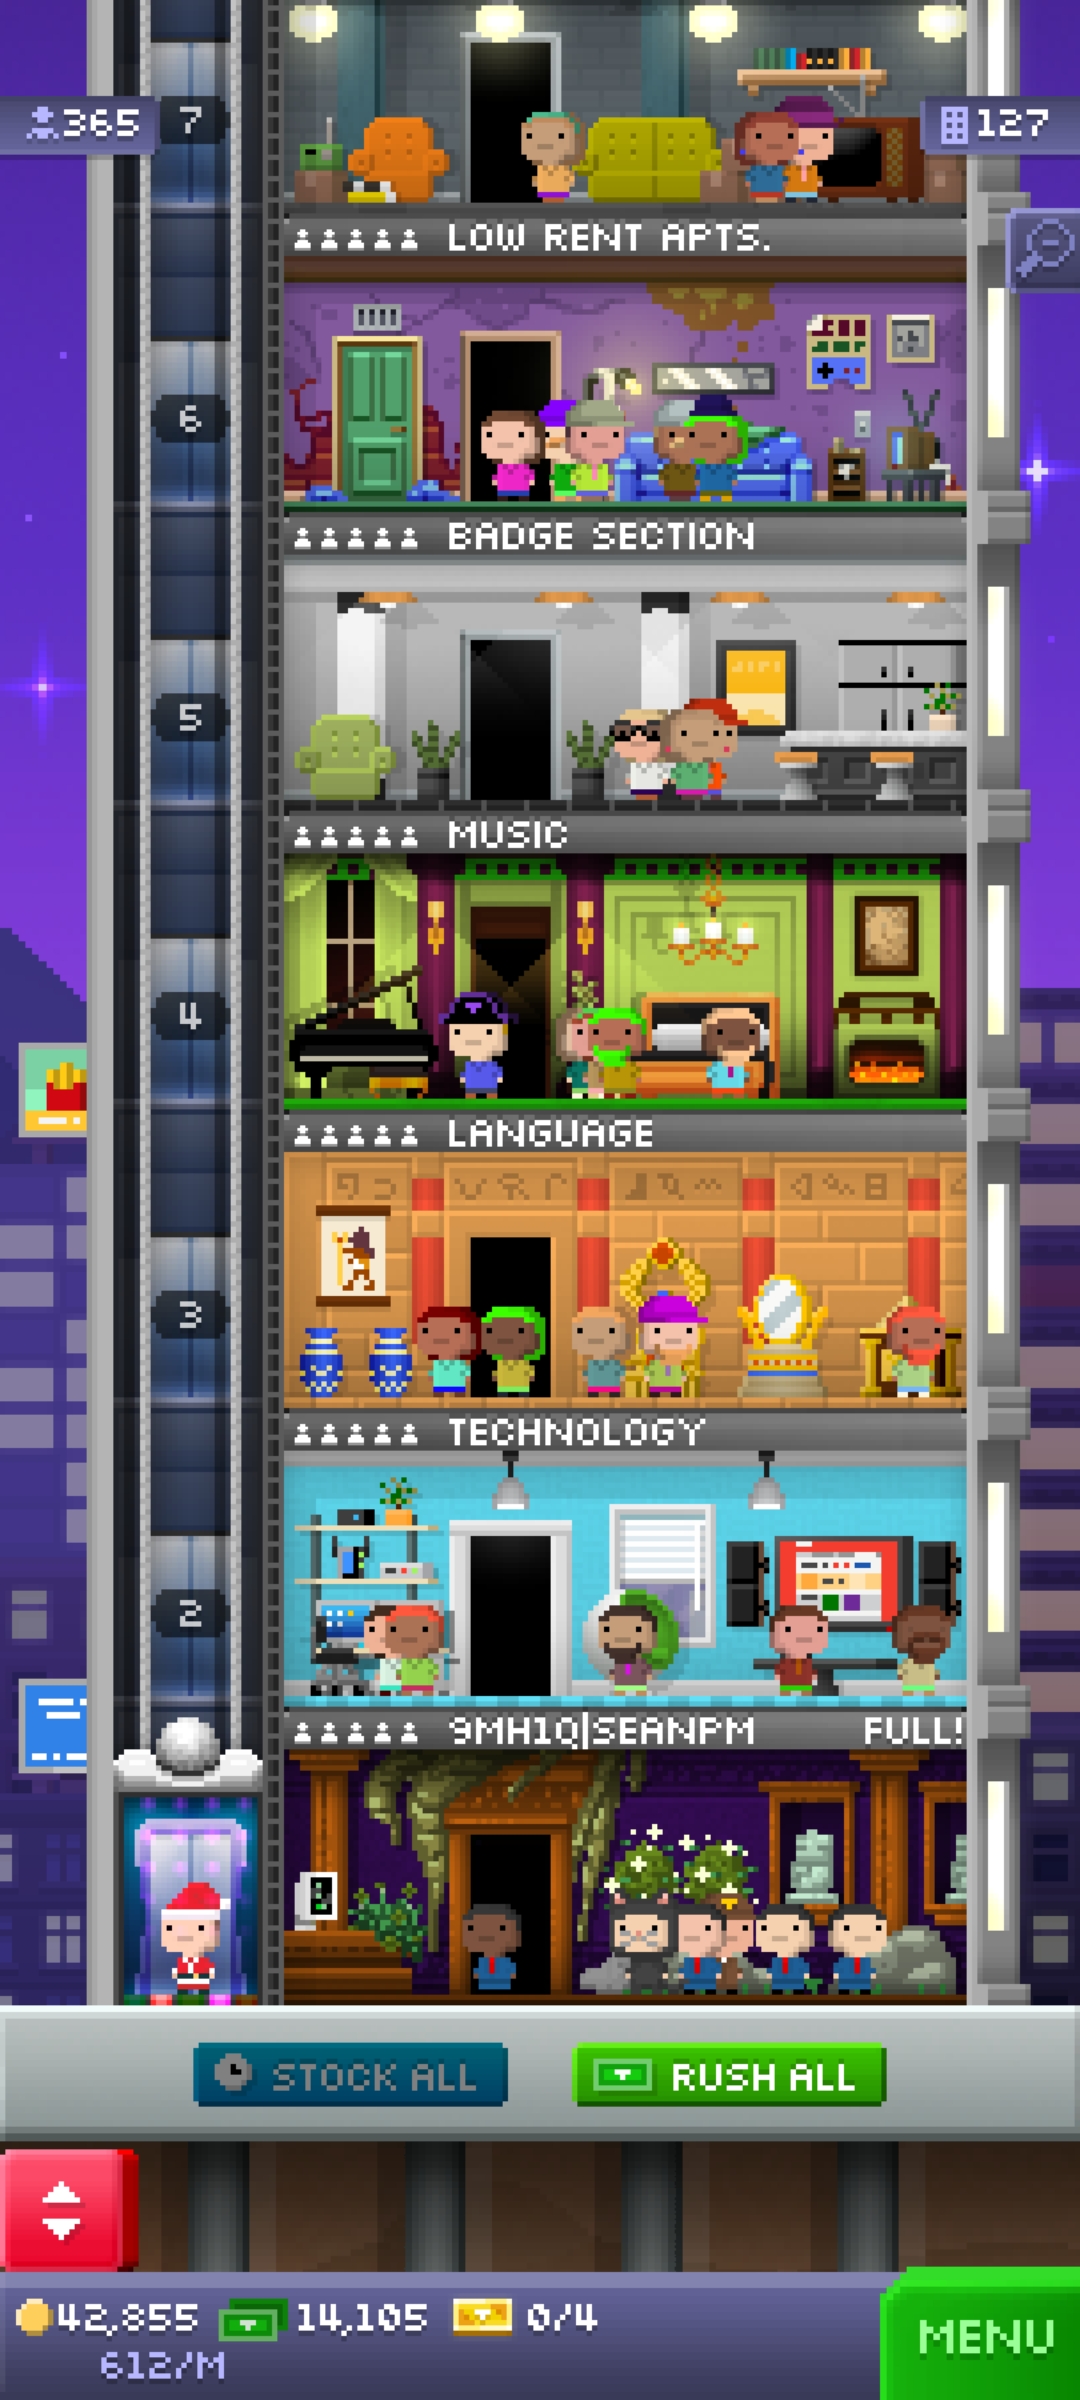 7
365
127
LOW RENT APTS.
6
BADGE SECTION
5
MUSIC
4
LANGUAGE
3
TECHNOLOGY
2
9MH1Q|SEANPM FULL!
STOCK ALL
RUSH ALL
42,855 14,105 0/4
612/M
MENU